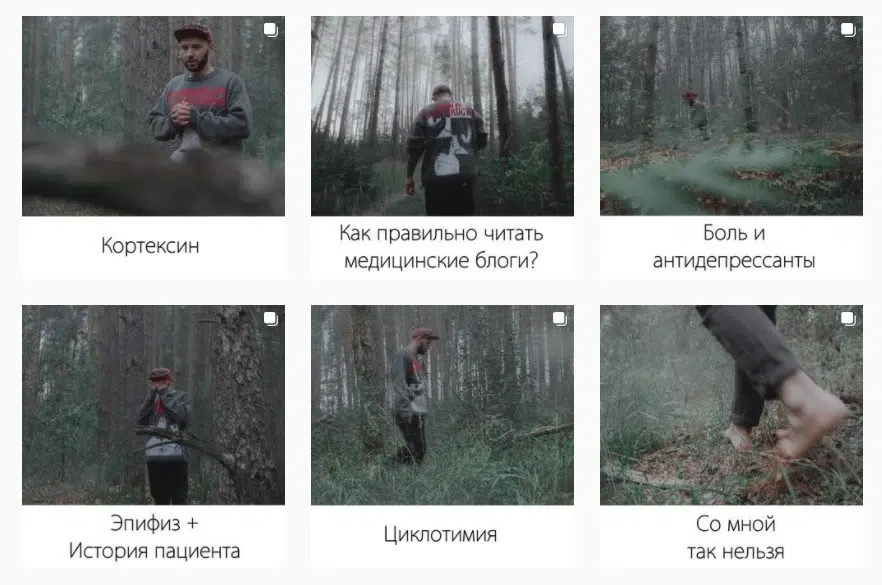 Кортексин
Как правильно читать
медицинские блоги?
Боль и
антидепрессанты
Эпифиз +
История пациента
Циклотимия
Со мной
так нельзя